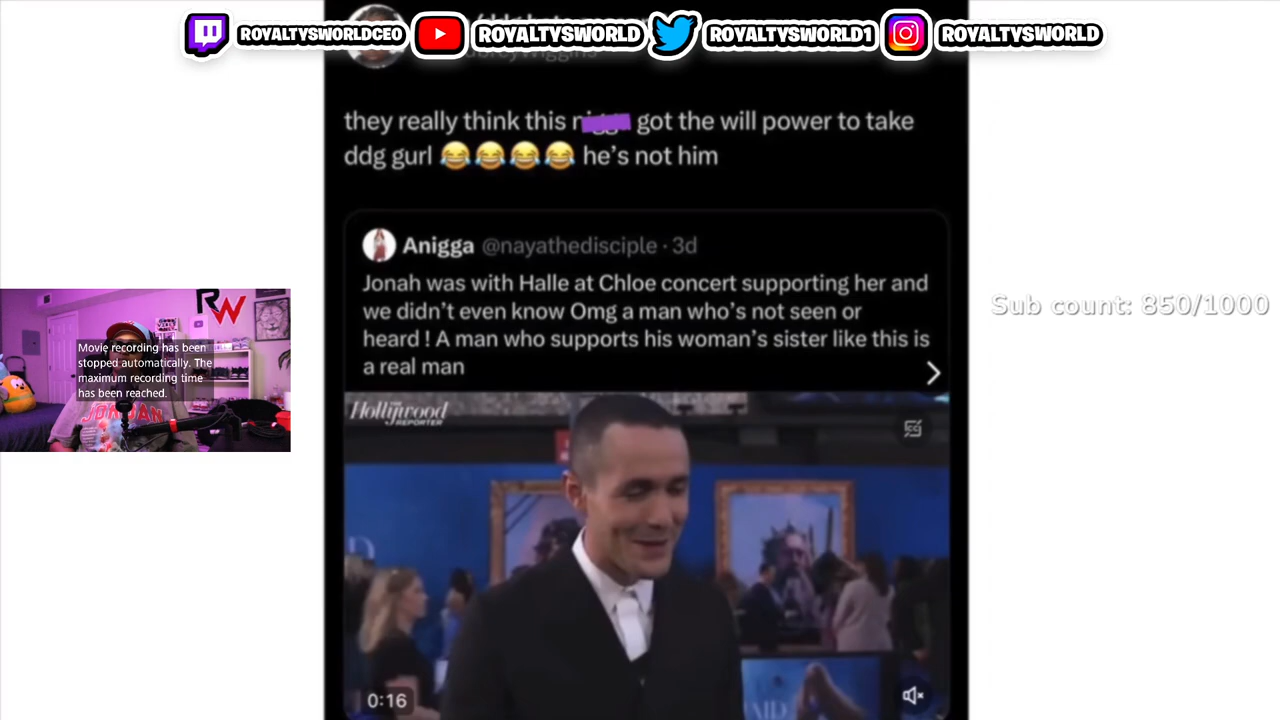 ROYALTYSWORLDCEO
ROYALTYSWORLD
ROYALTYSWORLD1
ROYALTYSWORLD
they really think this got the will power to take
ddg gurl 😂😂😂😂 he’s not him
Anigga @nayathedisciple · 3d
Jonah was with Halle at Chloe concert supporting her and
we didn’t even know Omg a man who’s not seen or
heard ! A man who supports his woman’s sister like this is
a real man
THE
Hollywood
REPORTER
0:16
Sub count: 850/1000
RW
Movie recording has been
stopped automatically. The
maximum recording time
has been reached.
JORDAN